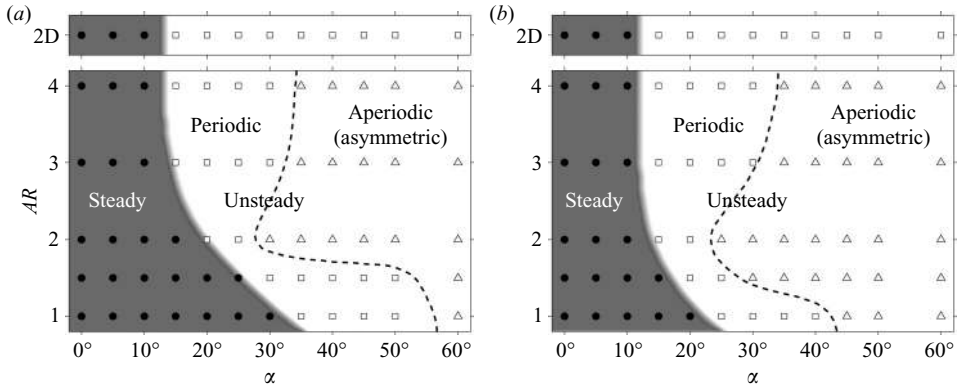 (a)
2D
4
3
2
1
AR
Periodic
Aperiodic
(asymmetric)
Steady
Unsteady
0° 10° 20° 30° 40° 50° 60°
α
(b)
2D
4
3
2
1
Periodic
Aperiodic
(asymmetric)
Steady
Unsteady
0° 10° 20° 30° 40° 50° 60°
α